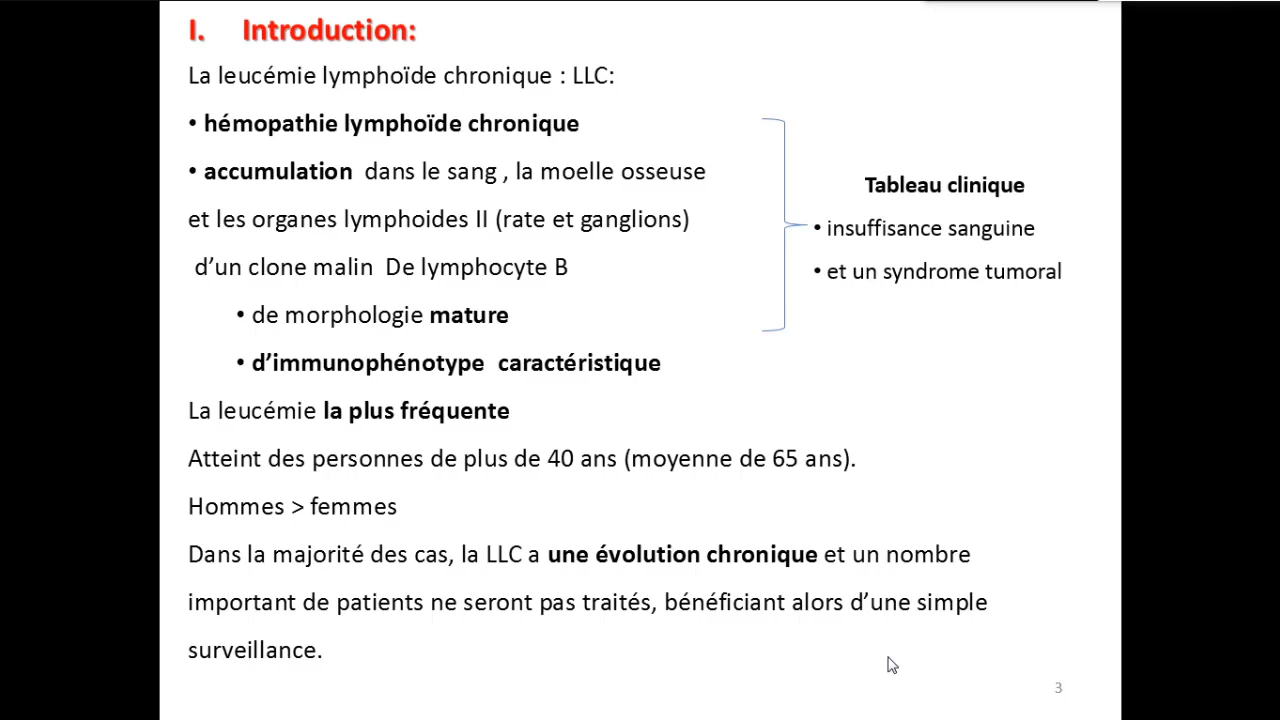 I. Introduction:
La leucémie lymphoïde chronique : LLC:
• hémopathie lymphoïde chronique
• accumulation dans le sang , la moelle osseuse
et les organes lymphoides II (rate et ganglions)
d’un clone malin De lymphocyte B
• de morphologie mature
• d’immunophénotype caractéristique
Tableau clinique
• insuffisance sanguine
• et un syndrome tumoral
La leucémie la plus fréquente
Atteint des personnes de plus de 40 ans (moyenne de 65 ans).
Hommes > femmes
Dans la majorité des cas, la LLC a une évolution chronique et un nombre
important de patients ne seront pas traités, bénéficiant alors d’une simple
surveillance.
3